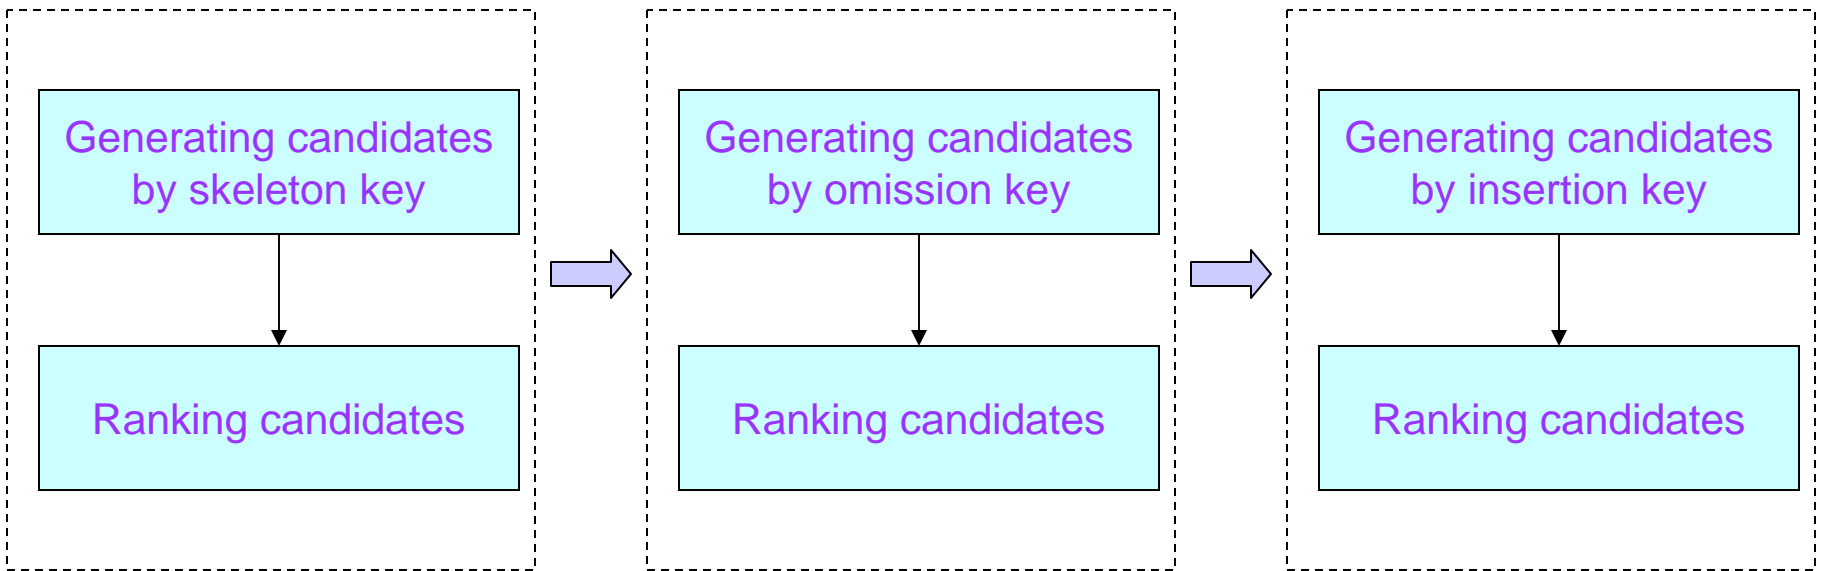 Generating candidates
by skeleton key
Ranking candidates
Generating candidates
by omission key
Ranking candidates
Generating candidates
by insertion key
Ranking candidates